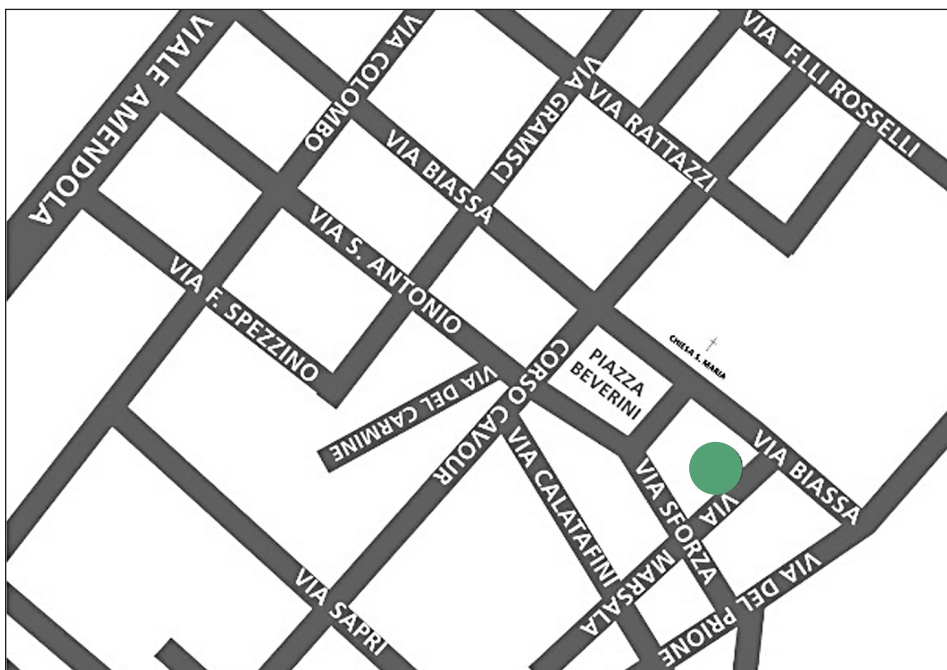 VIALE AMENDOLA
VIA COLOMBO
VIA GRAMSCI
VIA F.LLI ROSSELLI
VIA RATTAZZI
VIA BIASSA
VIA S. ANTONIO
VIA F. SPEZZINO
CHIESA S. MARIA
PIAZZA
BEVERINI
CORSO CAVOUR
VIA DEL CARMINE
VIA CALATAFINI
VIA SFORZA
VIA BIASSA
VIA MARSALA
VIA DEL PRIONE
VIA SAPRI